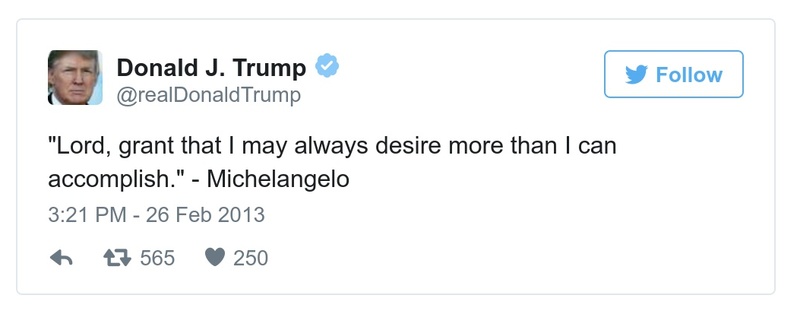 Donald J. Trump
@realDonaldTrump
Follow
"Lord, grant that I may always desire more than I can
accomplish." - Michelangelo
3:21 PM - 26 Feb 2013
565 250